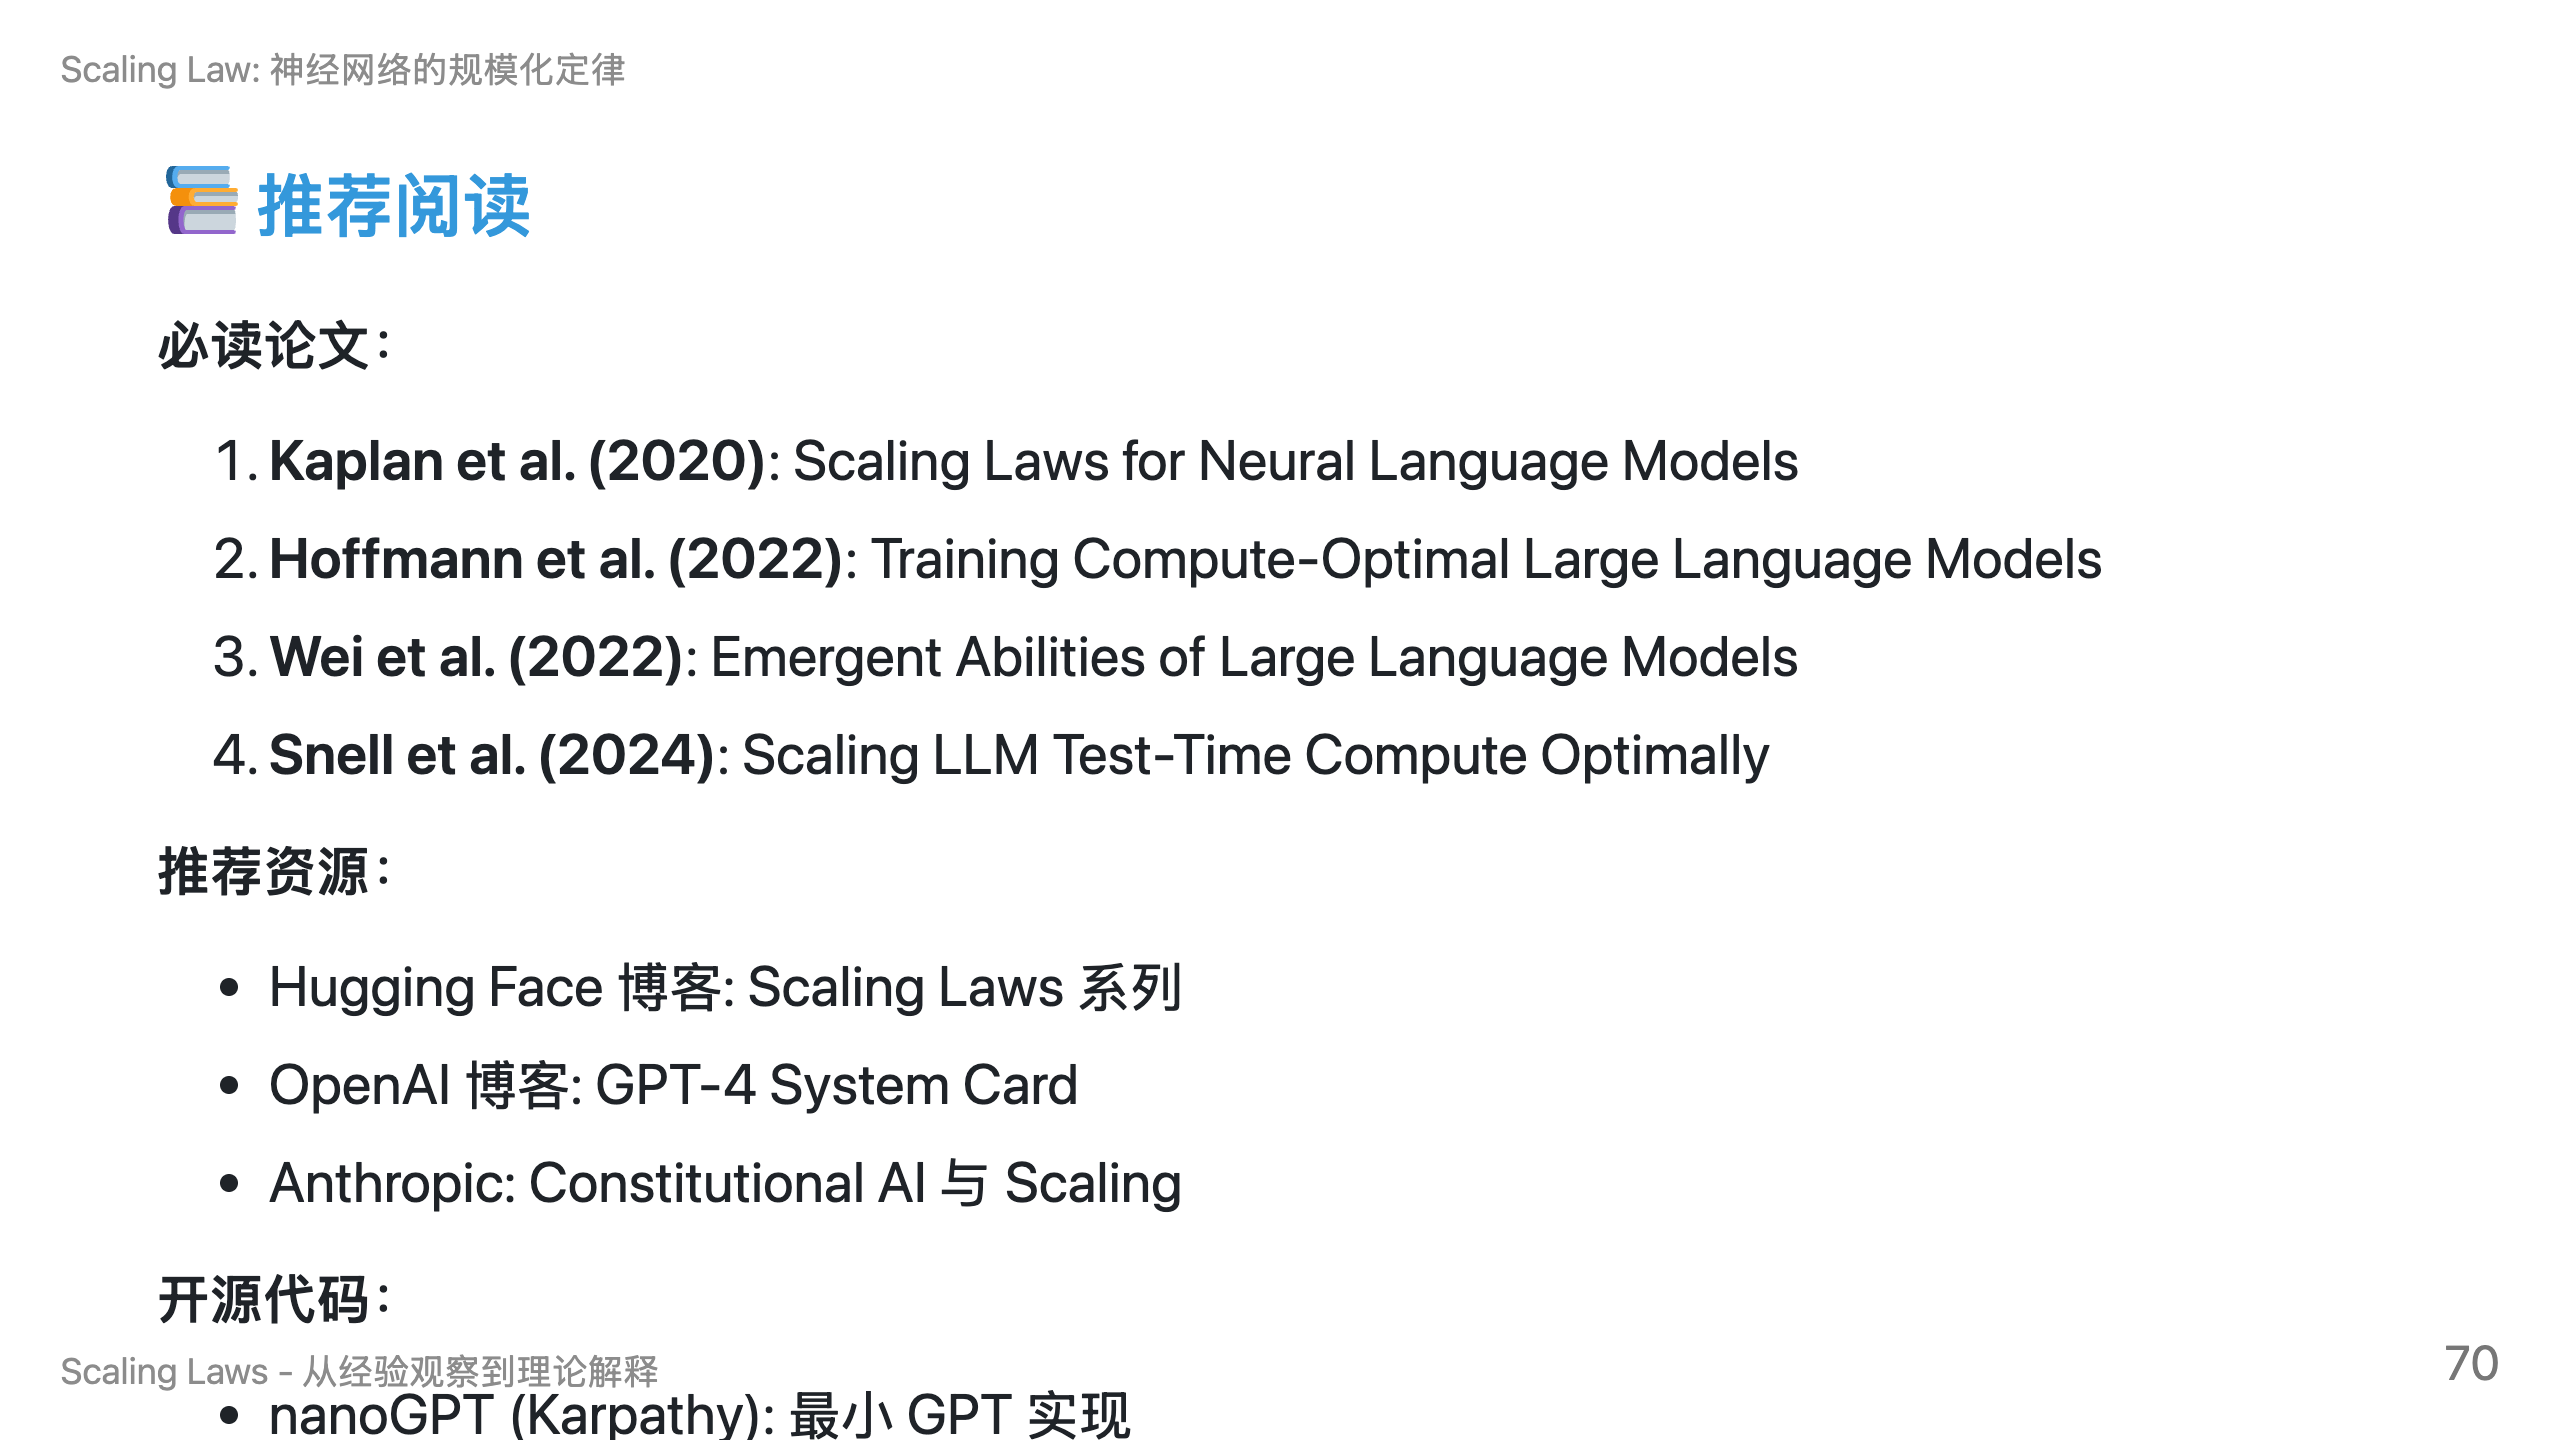 Scaling Law: 神经网络的规模化定律
📚 推荐阅读
必读论文：
1. Kaplan et al. (2020): Scaling Laws for Neural Language Models
2. Hoffmann et al. (2022): Training Compute-Optimal Large Language Models
3. Wei et al. (2022): Emergent Abilities of Large Language Models
4. Snell et al. (2024): Scaling LLM Test-Time Compute Optimally
推荐资源：
• Hugging Face 博客: Scaling Laws 系列
• OpenAI 博客: GPT-4 System Card
• Anthropic: Constitutional AI 与 Scaling
开源代码：
Scaling Laws - 从经验观察到理论解释
70
• nanoGPT (Karpathy): 最小 GPT 实现